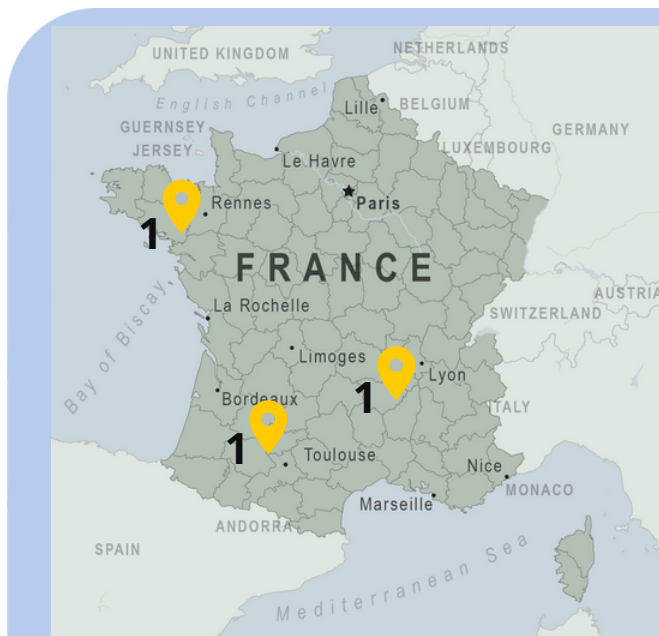 UNITED KINGDOM
NETHERLANDS
English Channel
Lille
BELGIUM
GUERNSEY
GERMANY
JERSEY
LUXEMBOURG
Le Havre
Rennes
Paris
1
FRANCE
AUSTRIA
Bay of Biscay
La Rochelle
SWITZERLAND
Limoges
Lyon
1
Bordeaux
ITALY
1
Toulouse
Nice
MONACO
Marseille
ANDORRA
SPAIN
Mediterranean Sea